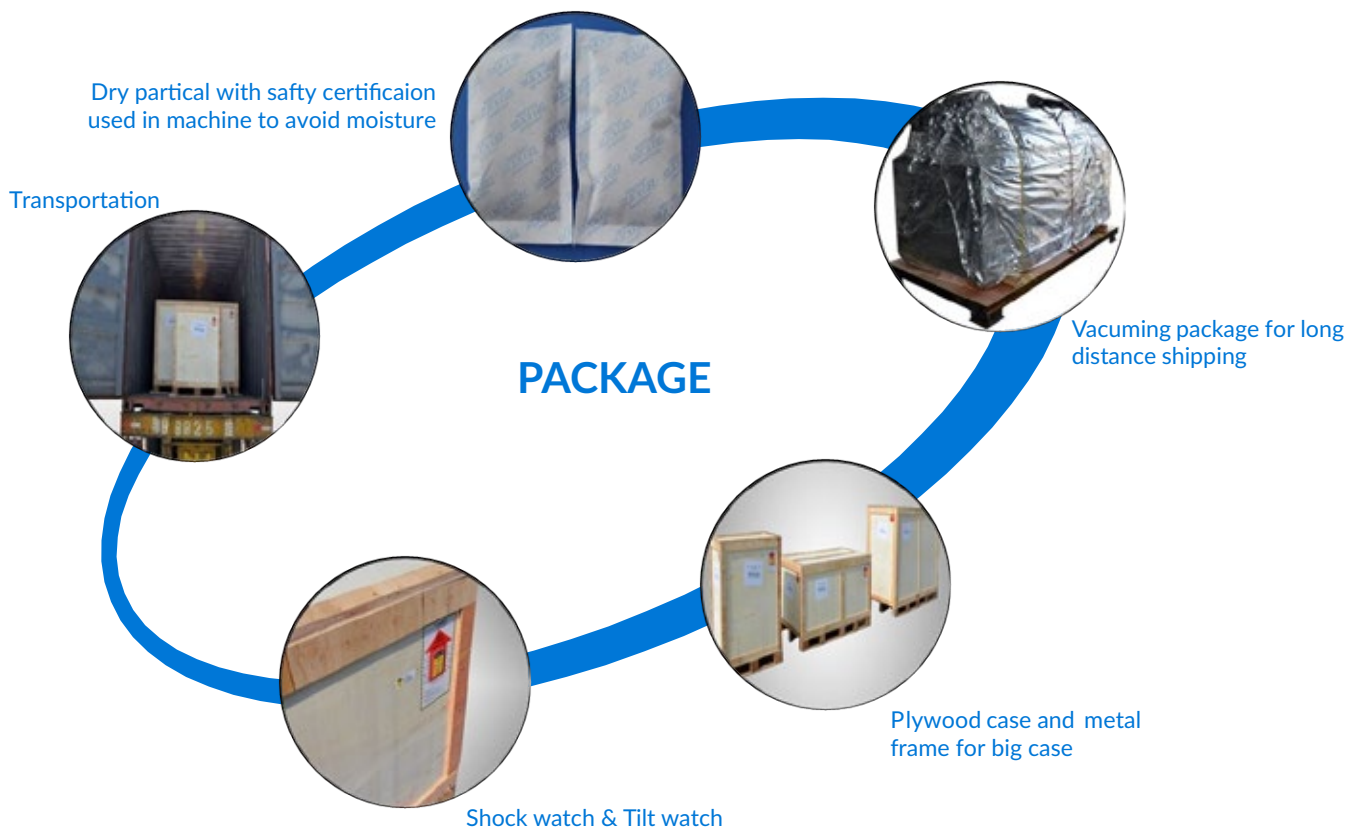 Dry partical with safty certificaion
used in machine to avoid moisture
Transportation
Vacuming package for long
distance shipping
PACKAGE
Plywood case and metal
frame for big case
Shock watch & Tilt watch